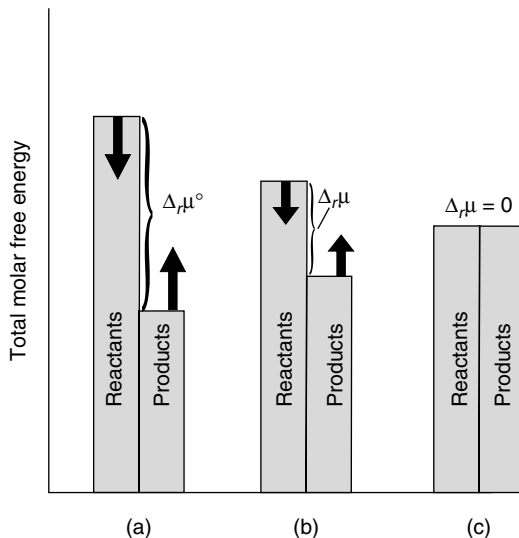 Total molar free energy
Reactants
Products
Δᵣμ°
(a)
Reactants
Products
Δᵣμ
(b)
Δᵣμ = 0
Reactants
Products
(c)